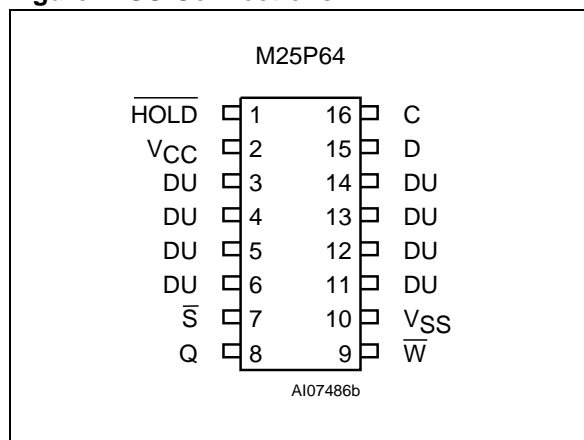 M25P64
HOLD 1 16 C
VCC 2 15 D
DU 3 14 DU
DU 4 13 DU
DU 5 12 DU
DU 6 11 DU
S 7 10 VSS
Q 8 9 W
AI07486b